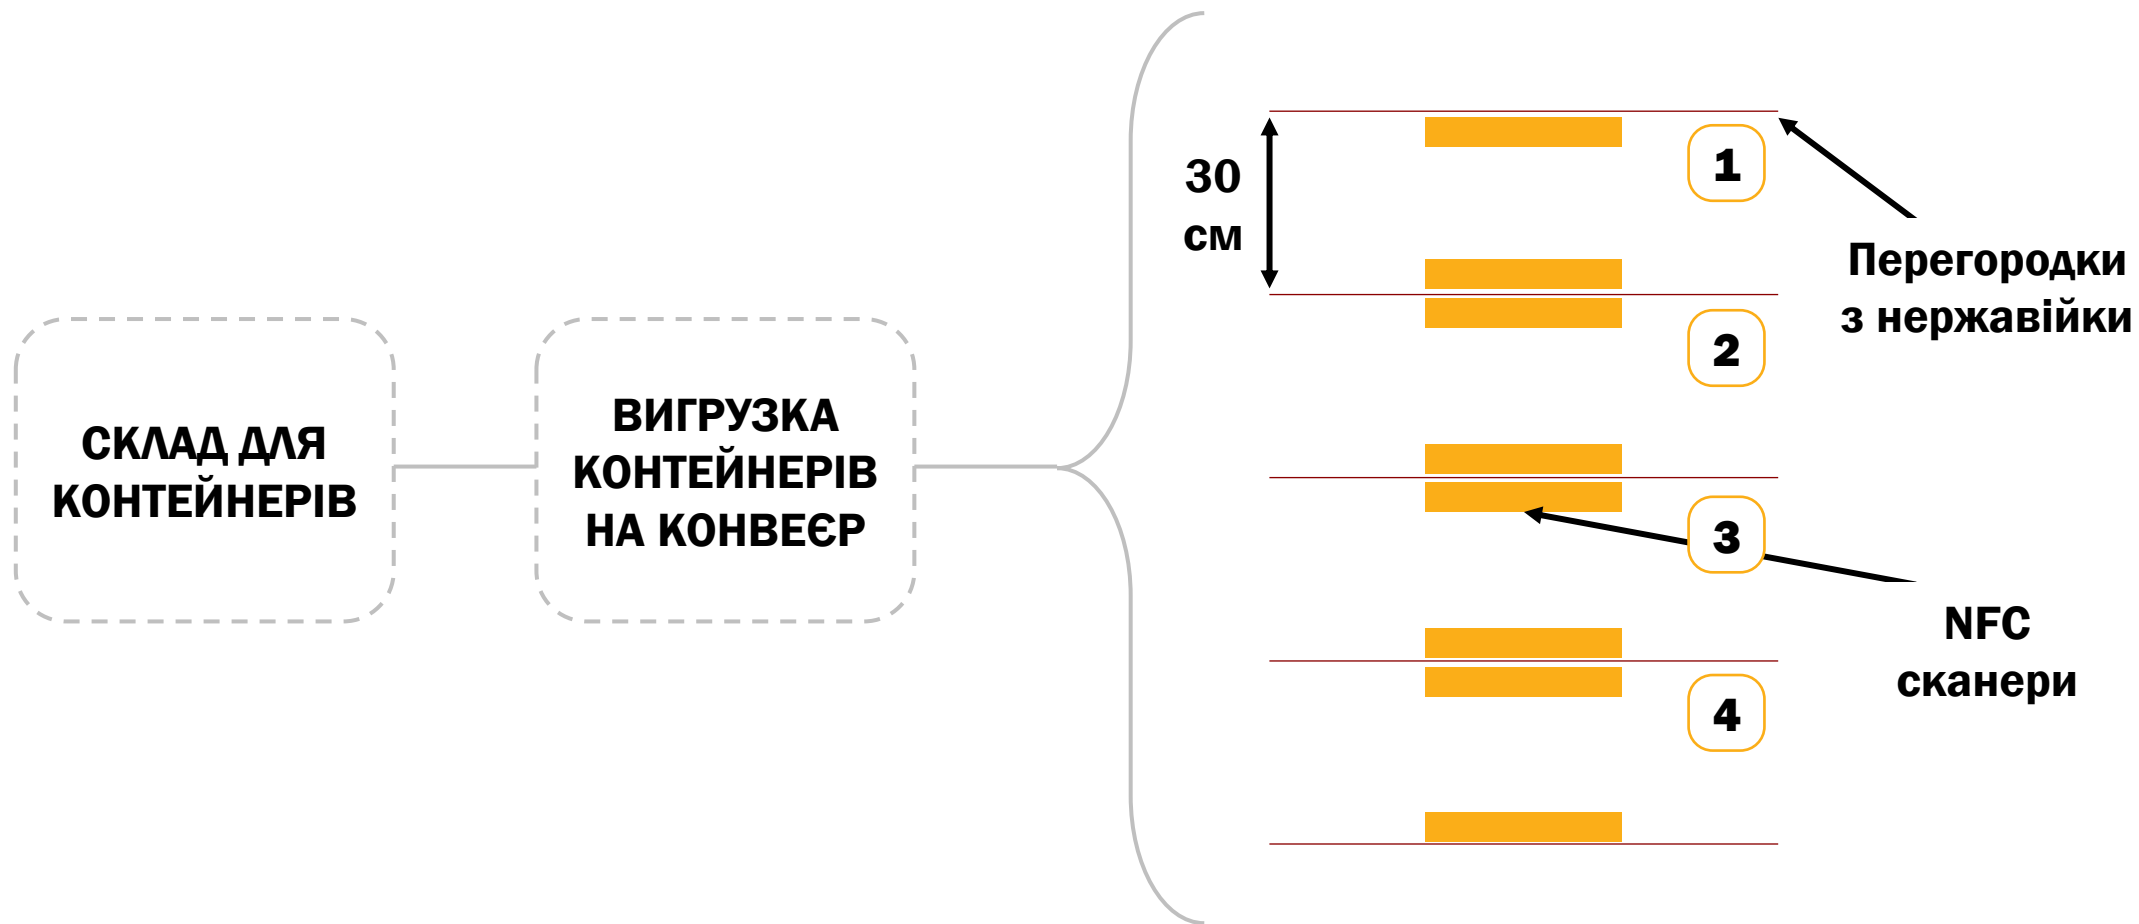 СКЛАД ДЛЯ
КОНТЕЙНЕРІВ
ВИГРУЗКА
КОНТЕЙНЕРІВ
НА КОНВЕЄР
30
см
1
2
3
4
Перегородки
з нержавійки
NFC
сканери